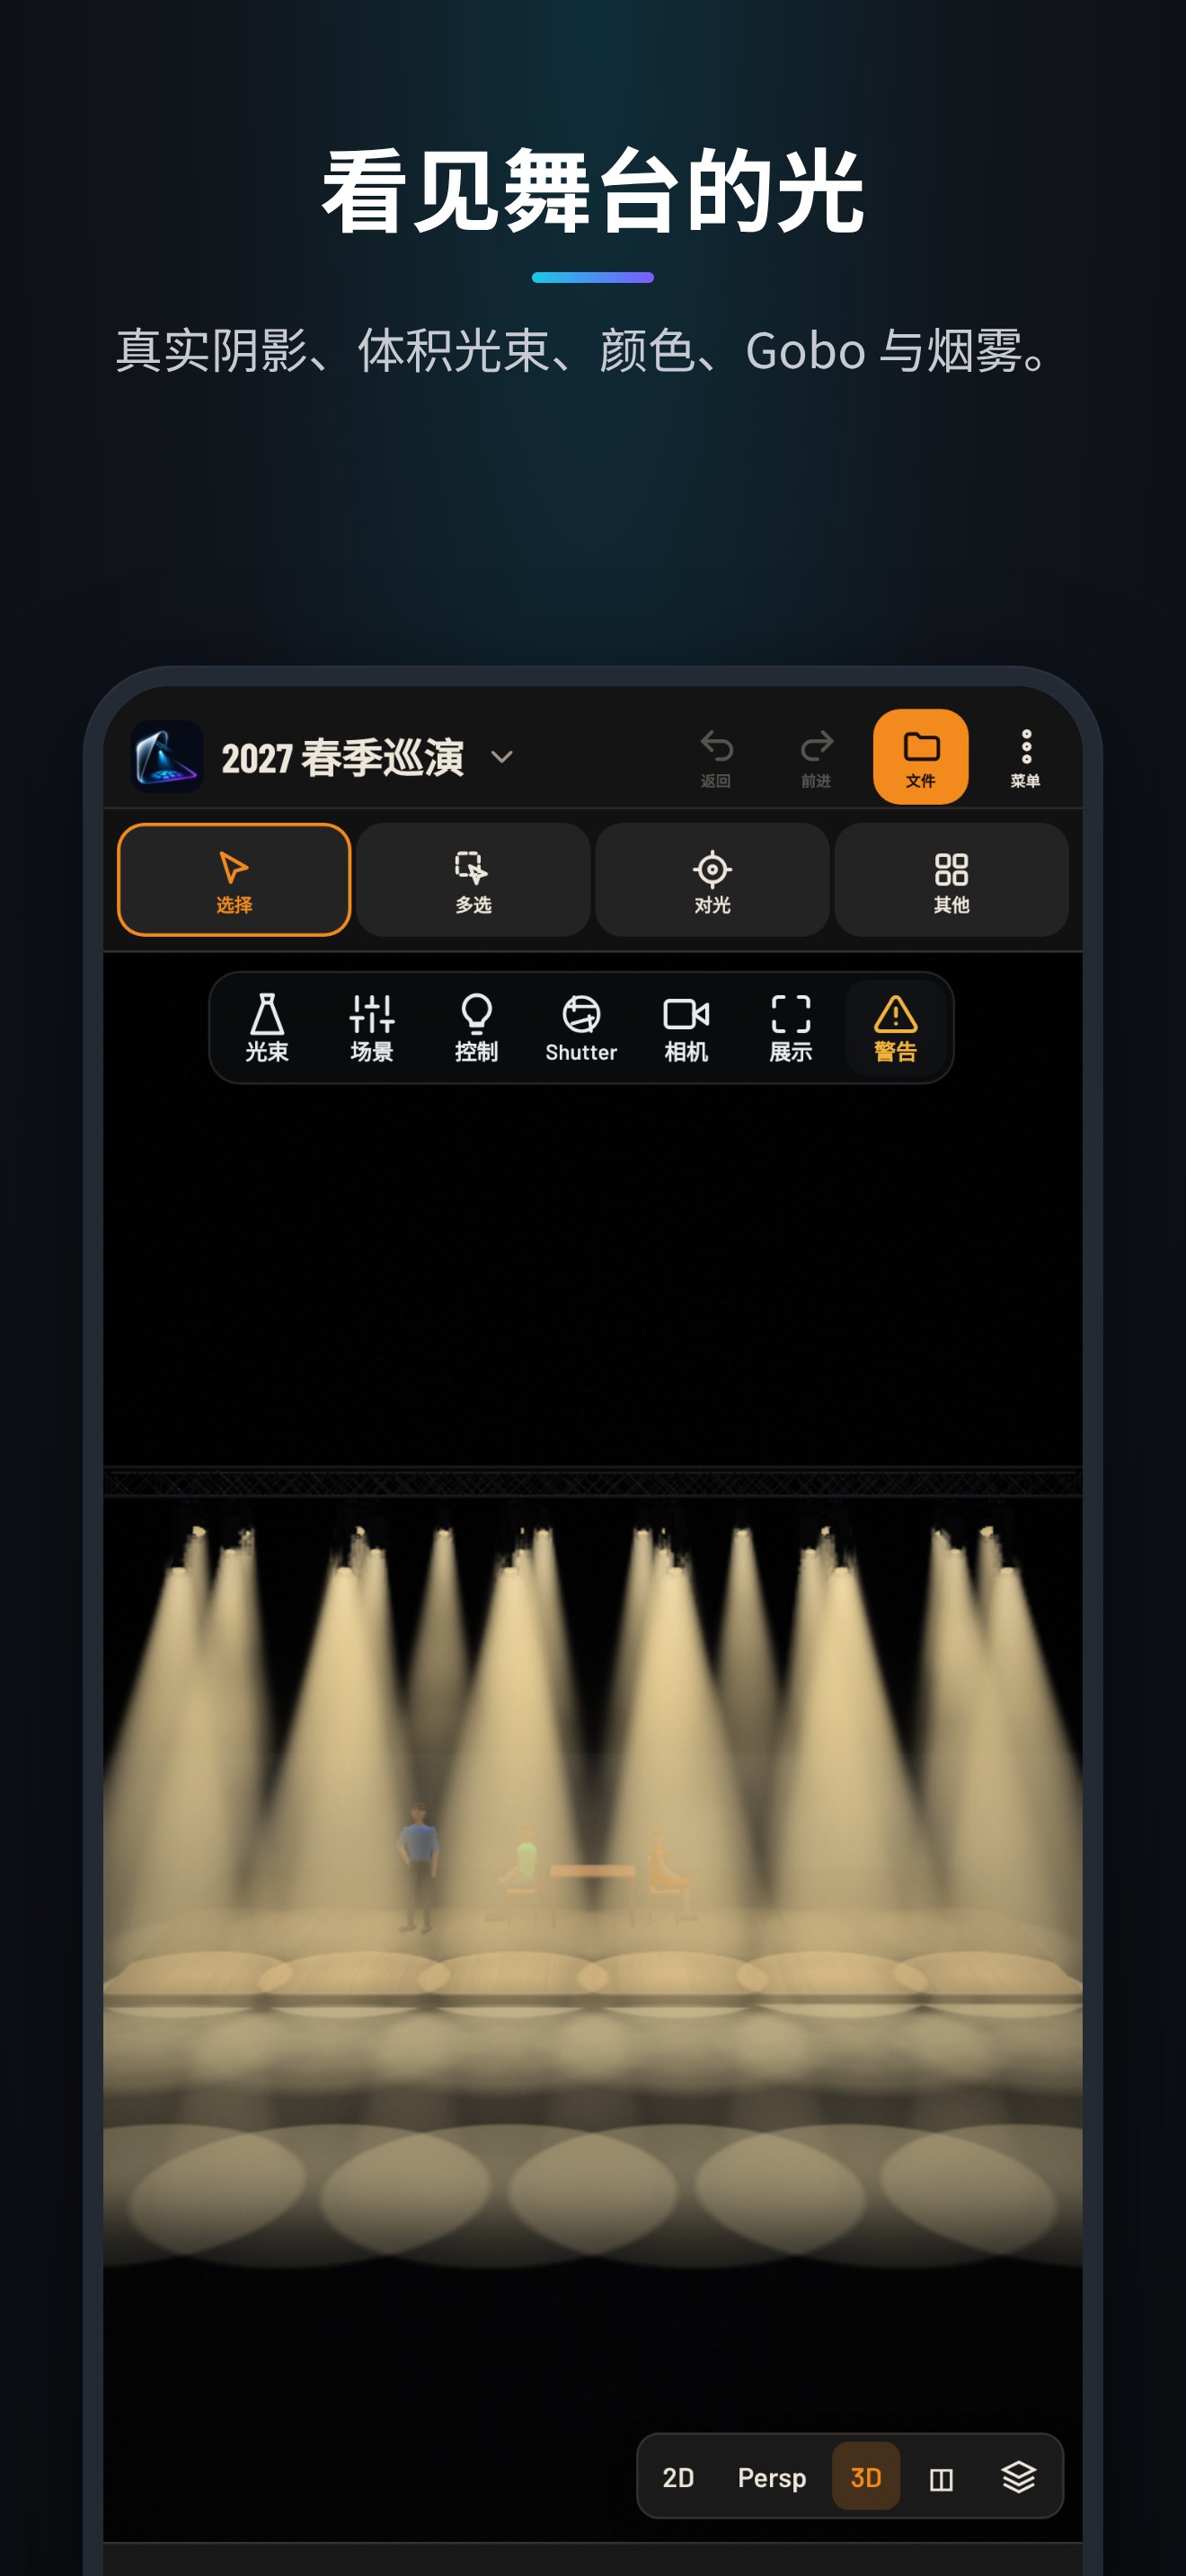 看见舞台的光
真实阴影、体积光束、颜色、Gobo 与烟雾。
2027 春季巡演
返回 前进 文件 菜单
选择 多选 对光 其他
光束 场景 控制 Shutter 相机 展示 警告
2D Persp 3D